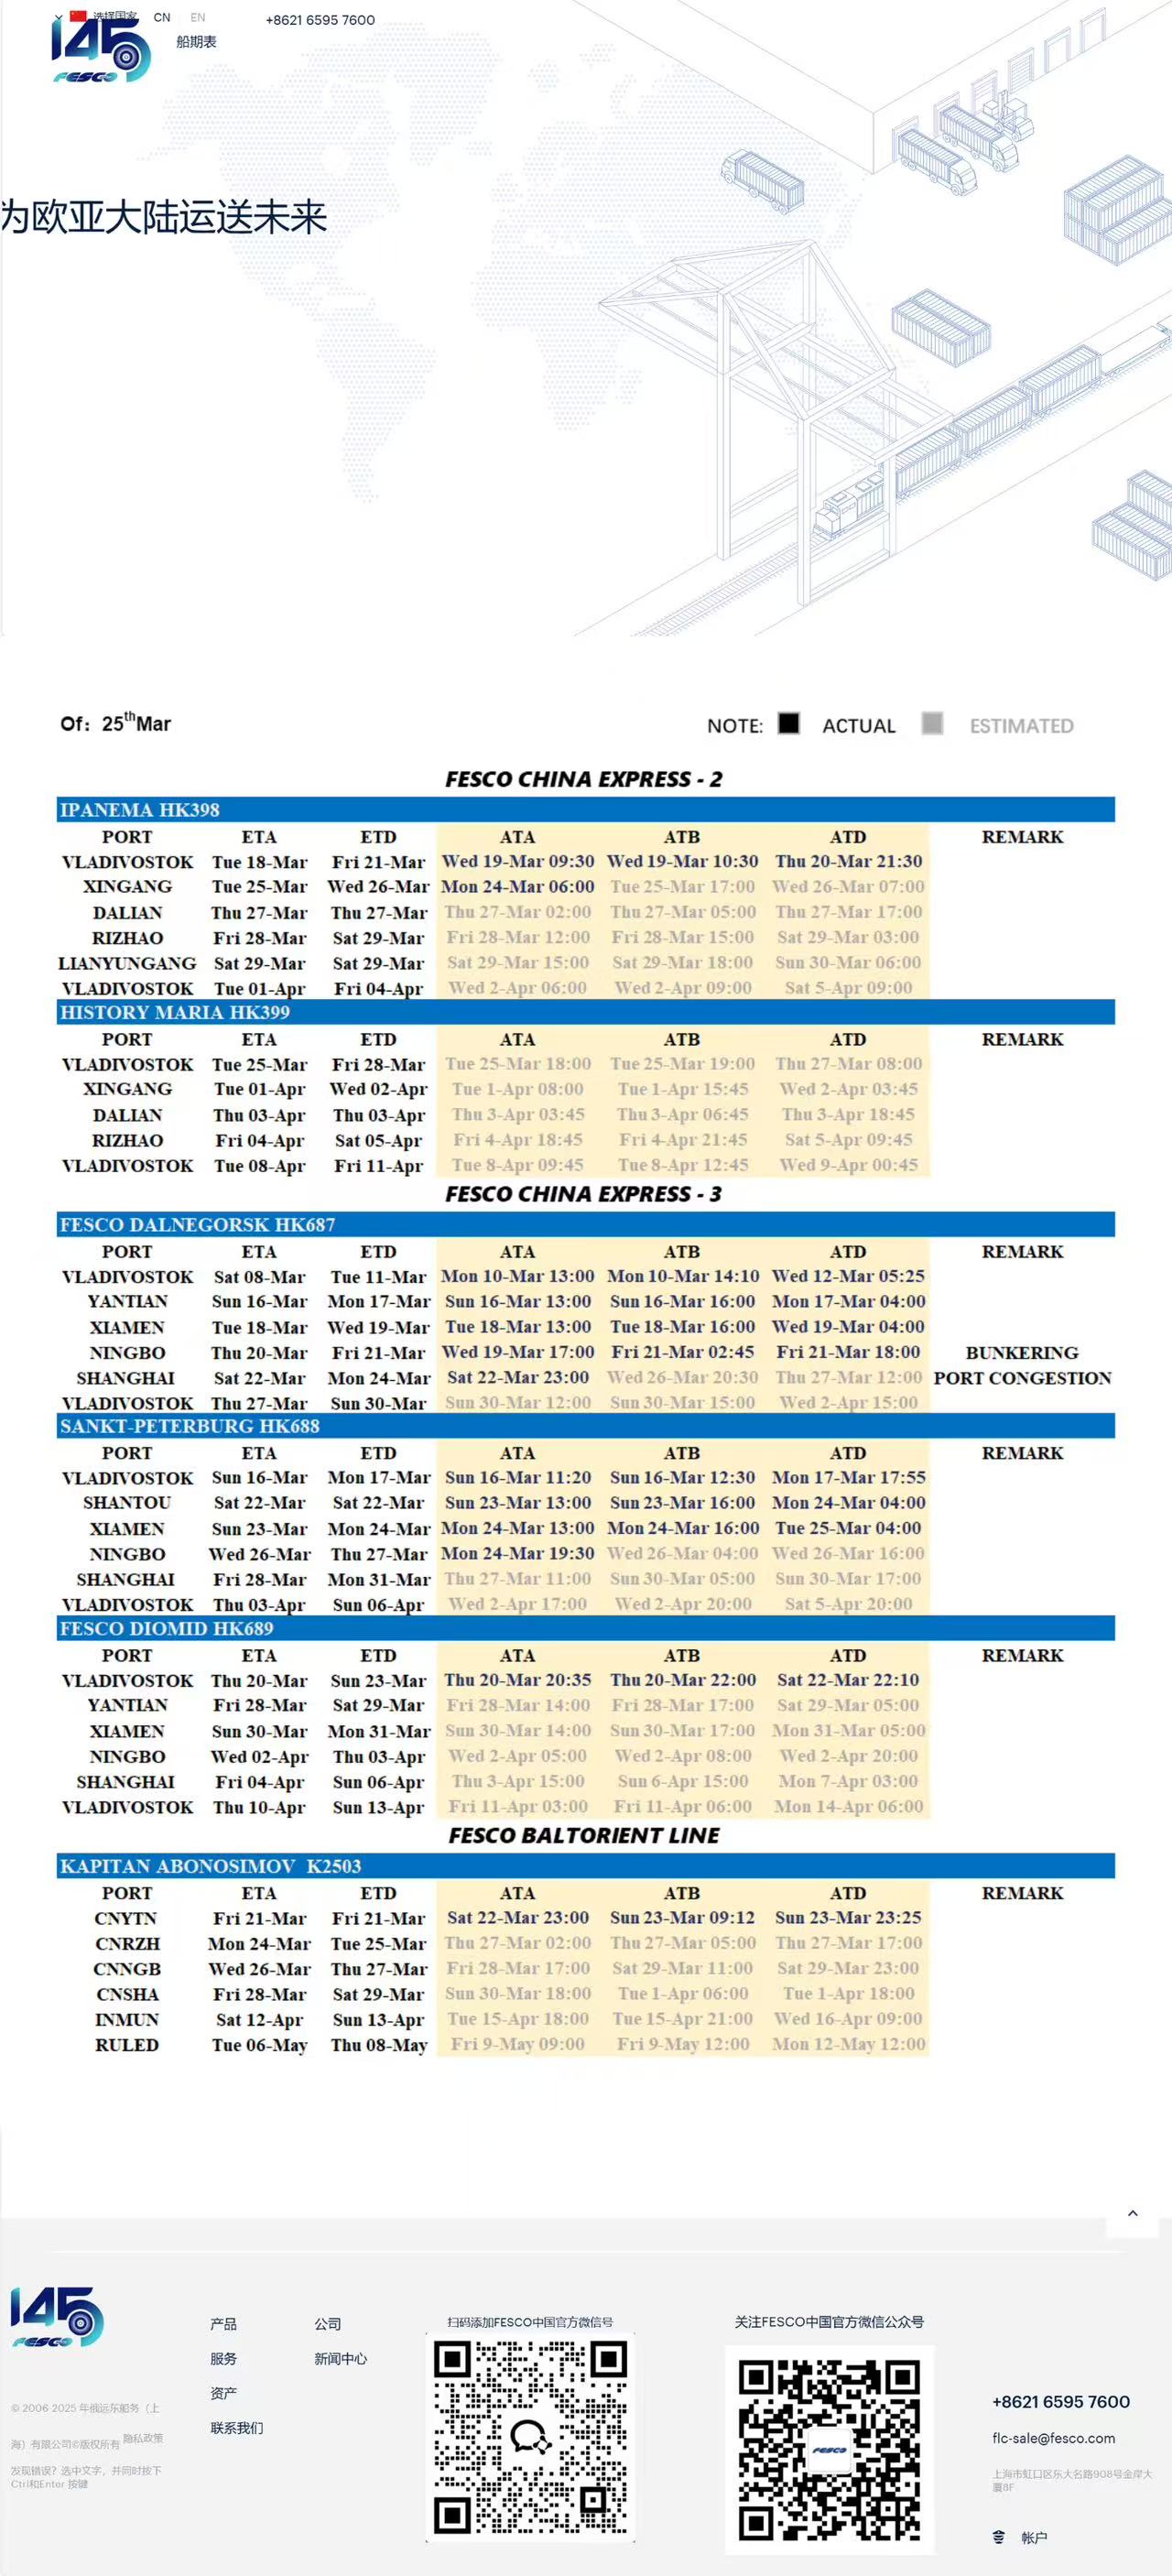 选择国家 CN EN +8621 6595 7600
145 FESCO 船期表
为欧亚大陆运送未来
Of: 25thMar NOTE: ACTUAL ESTIMATED
FESCO CHINA EXPRESS - 2
IPANEMA HK398
PORT ETA ETD ATA ATB ATD REMARK
VLADIVOSTOK Tue 18-Mar Fri 21-Mar Wed 19-Mar 09:30 Wed 19-Mar 10:30 Thu 20-Mar 21:30
XINGANG Tue 25-Mar Wed 26-Mar Mon 24-Mar 06:00 Tue 25-Mar 17:00 Wed 26-Mar 07:00
DALIAN Thu 27-Mar Thu 27-Mar Thu 27-Mar 02:00 Thu 27-Mar 05:00 Thu 27-Mar 17:00
RIZHAO Fri 28-Mar Sat 29-Mar Fri 28-Mar 12:00 Fri 28-Mar 15:00 Sat 29-Mar 03:00
LIANYUNGANG Sat 29-Mar Sat 29-Mar Sat 29-Mar 15:00 Sat 29-Mar 18:00 Sun 30-Mar 06:00
VLADIVOSTOK Tue 01-Apr Fri 04-Apr Wed 2-Apr 06:00 Wed 2-Apr 09:00 Sat 5-Apr 09:00
HISTORY MARIA HK399
PORT ETA ETD ATA ATB ATD REMARK
VLADIVOSTOK Tue 25-Mar Fri 28-Mar Tue 25-Mar 18:00 Tue 25-Mar 19:00 Thu 27-Mar 08:00
XINGANG Tue 01-Apr Wed 02-Apr Tue 1-Apr 08:00 Tue 1-Apr 15:45 Wed 2-Apr 03:45
DALIAN Thu 03-Apr Thu 03-Apr Thu 3-Apr 03:45 Thu 3-Apr 06:45 Thu 3-Apr 18:45
RIZHAO Fri 04-Apr Sat 05-Apr Fri 4-Apr 18:45 Fri 4-Apr 21:45 Sat 5-Apr 09:45
VLADIVOSTOK Tue 08-Apr Fri 11-Apr Tue 8-Apr 09:45 Tue 8-Apr 12:45 Wed 9-Apr 00:45
FESCO CHINA EXPRESS - 3
FESCO DALNEGORSK HK687
PORT ETA ETD ATA ATB ATD REMARK
VLADIVOSTOK Sat 08-Mar Tue 11-Mar Mon 10-Mar 13:00 Mon 10-Mar 14:10 Wed 12-Mar 05:25
YANTIAN Sun 16-Mar Mon 17-Mar Sun 16-Mar 13:00 Sun 16-Mar 16:00 Mon 17-Mar 04:00
XIAMEN Tue 18-Mar Wed 19-Mar Tue 18-Mar 13:00 Tue 18-Mar 16:00 Wed 19-Mar 04:00
NINGBO Thu 20-Mar Fri 21-Mar Wed 19-Mar 17:00 Fri 21-Mar 02:45 Fri 21-Mar 18:00 BUNKERING
SHANGHAI Sat 22-Mar Mon 24-Mar Sat 22-Mar 23:00 Wed 26-Mar 20:30 Thu 27-Mar 12:00 PORT CONGESTION
VLADIVOSTOK Thu 27-Mar Sun 30-Mar Sun 30-Mar 12:00 Sun 30-Mar 15:00 Wed 2-Apr 15:00
SANKT-PETERBURG HK688
PORT ETA ETD ATA ATB ATD REMARK
VLADIVOSTOK Sun 16-Mar Mon 17-Mar Sun 16-Mar 11:20 Sun 16-Mar 12:30 Mon 17-Mar 17:55
SHANTOU Sat 22-Mar Sat 22-Mar Sun 23-Mar 13:00 Sun 23-Mar 16:00 Mon 24-Mar 04:00
XIAMEN Sun 23-Mar Mon 24-Mar Mon 24-Mar 13:00 Mon 24-Mar 16:00 Tue 25-Mar 04:00
NINGBO Wed 26-Mar Thu 27-Mar Mon 24-Mar 19:30 Wed 26-Mar 04:00 Wed 26-Mar 16:00
SHANGHAI Fri 28-Mar Mon 31-Mar Thu 27-Mar 11:00 Sun 30-Mar 05:00 Sun 30-Mar 17:00
VLADIVOSTOK Thu 03-Apr Sun 06-Apr Wed 2-Apr 17:00 Wed 2-Apr 20:00 Sat 5-Apr 20:00
FESCO DIOMID HK689
PORT ETA ETD ATA ATB ATD REMARK
VLADIVOSTOK Thu 20-Mar Sun 23-Mar Thu 20-Mar 20:35 Thu 20-Mar 22:00 Sat 22-Mar 22:10
YANTIAN Fri 28-Mar Sat 29-Mar Fri 28-Mar 14:00 Fri 28-Mar 17:00 Sat 29-Mar 05:00
XIAMEN Sun 30-Mar Mon 31-Mar Sun 30-Mar 14:00 Sun 30-Mar 17:00 Mon 31-Mar 05:00
NINGBO Wed 02-Apr Thu 03-Apr Wed 2-Apr 05:00 Wed 2-Apr 08:00 Wed 2-Apr 20:00
SHANGHAI Fri 04-Apr Sun 06-Apr Thu 3-Apr 15:00 Sun 6-Apr 15:00 Mon 7-Apr 03:00
VLADIVOSTOK Thu 10-Apr Sun 13-Apr Fri 11-Apr 03:00 Fri 11-Apr 06:00 Mon 14-Apr 06:00
FESCO BALTORIENT LINE
KAPITAN ABONOSIMOV K2503
PORT ETA ETD ATA ATB ATD REMARK
CNYTN Fri 21-Mar Fri 21-Mar Sat 22-Mar 23:00 Sun 23-Mar 09:12 Sun 23-Mar 23:25
CNRZH Mon 24-Mar Tue 25-Mar Thu 27-Mar 02:00 Thu 27-Mar 05:00 Thu 27-Mar 17:00
CNNGB Wed 26-Mar Thu 27-Mar Fri 28-Mar 17:00 Sat 29-Mar 11:00 Sat 29-Mar 23:00
CNSHA Fri 28-Mar Sat 29-Mar Sun 30-Mar 18:00 Tue 1-Apr 06:00 Tue 1-Apr 18:00
INMUN Sat 12-Apr Sun 13-Apr Tue 15-Apr 18:00 Tue 15-Apr 21:00 Wed 16-Apr 09:00
RULED Tue 06-May Thu 08-May Fri 9-May 09:00 Fri 9-May 12:00 Mon 12-May 12:00
145 FESCO
© 2006-2025 年俄远东船务（上
海）有限公司©版权所有 隐私政策
发现错误？选中文字，并同时按下
Ctrl和Enter 按键
产品 公司
服务 新闻中心
资产
联系我们
扫码添加FESCO中国官方微信号
关注FESCO中国官方微信公众号
FESCO
+8621 6595 7600
flc-sale@fesco.com
上海市虹口区东大名路908号金岸大
厦8F
帐户